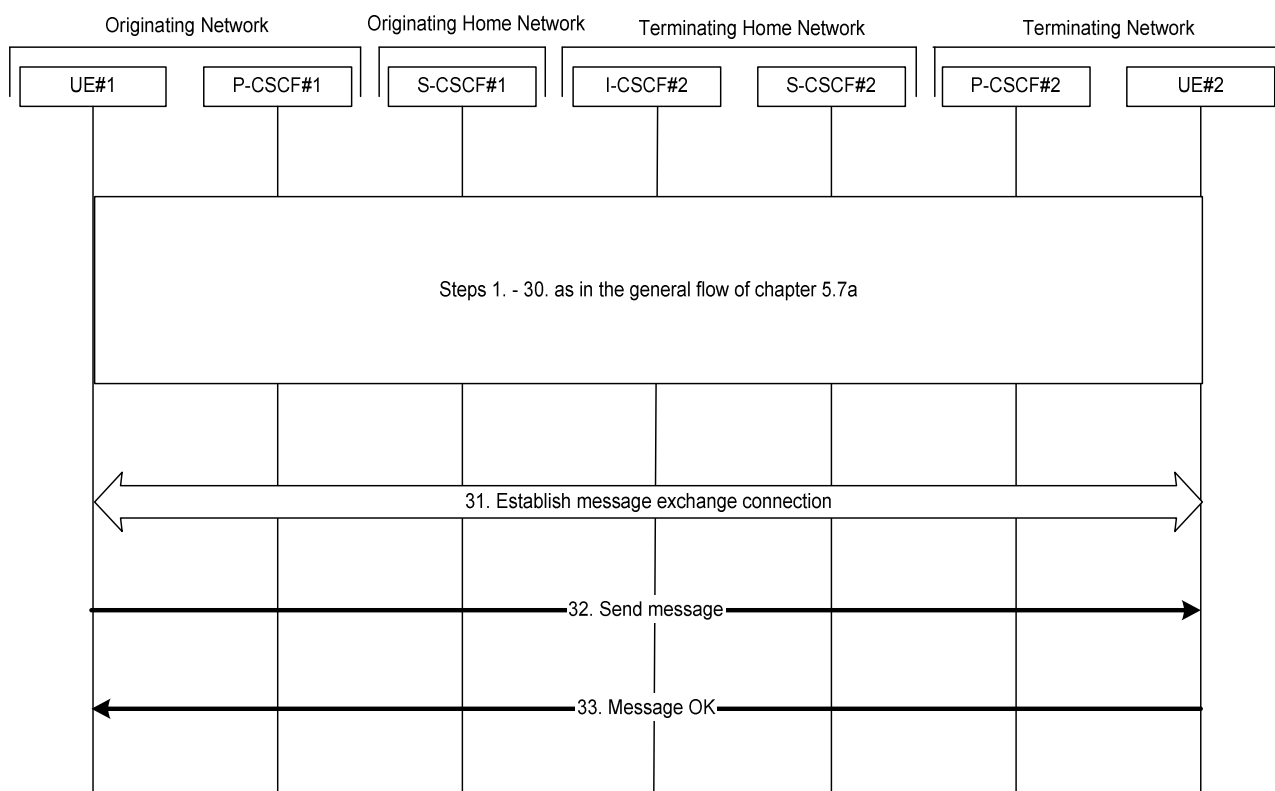 Originating Network
Originating Home Network
Terminating Home Network
Terminating Network
UE#1
P-CSCF#1
S-CSCF#1
I-CSCF#2
S-CSCF#2
P-CSCF#2
UE#2
Steps 1. - 30. as in the general flow of chapter 5.7a
31. Establish message exchange connection
32. Send message
33. Message OK